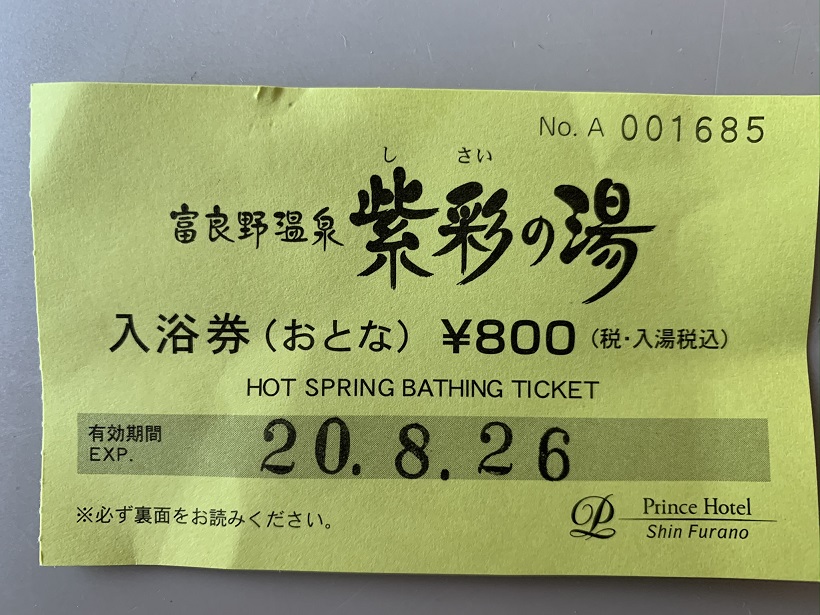 No. A 001685
し さい
富良野温泉 紫彩の湯
入浴券(おとな) ¥800(税・入湯税込)
HOT SPRING BATHING TICKET
有効期間
EXP.
20.8.26
※必ず裏面をお読みください。
Prince Hotel
Shin Furano